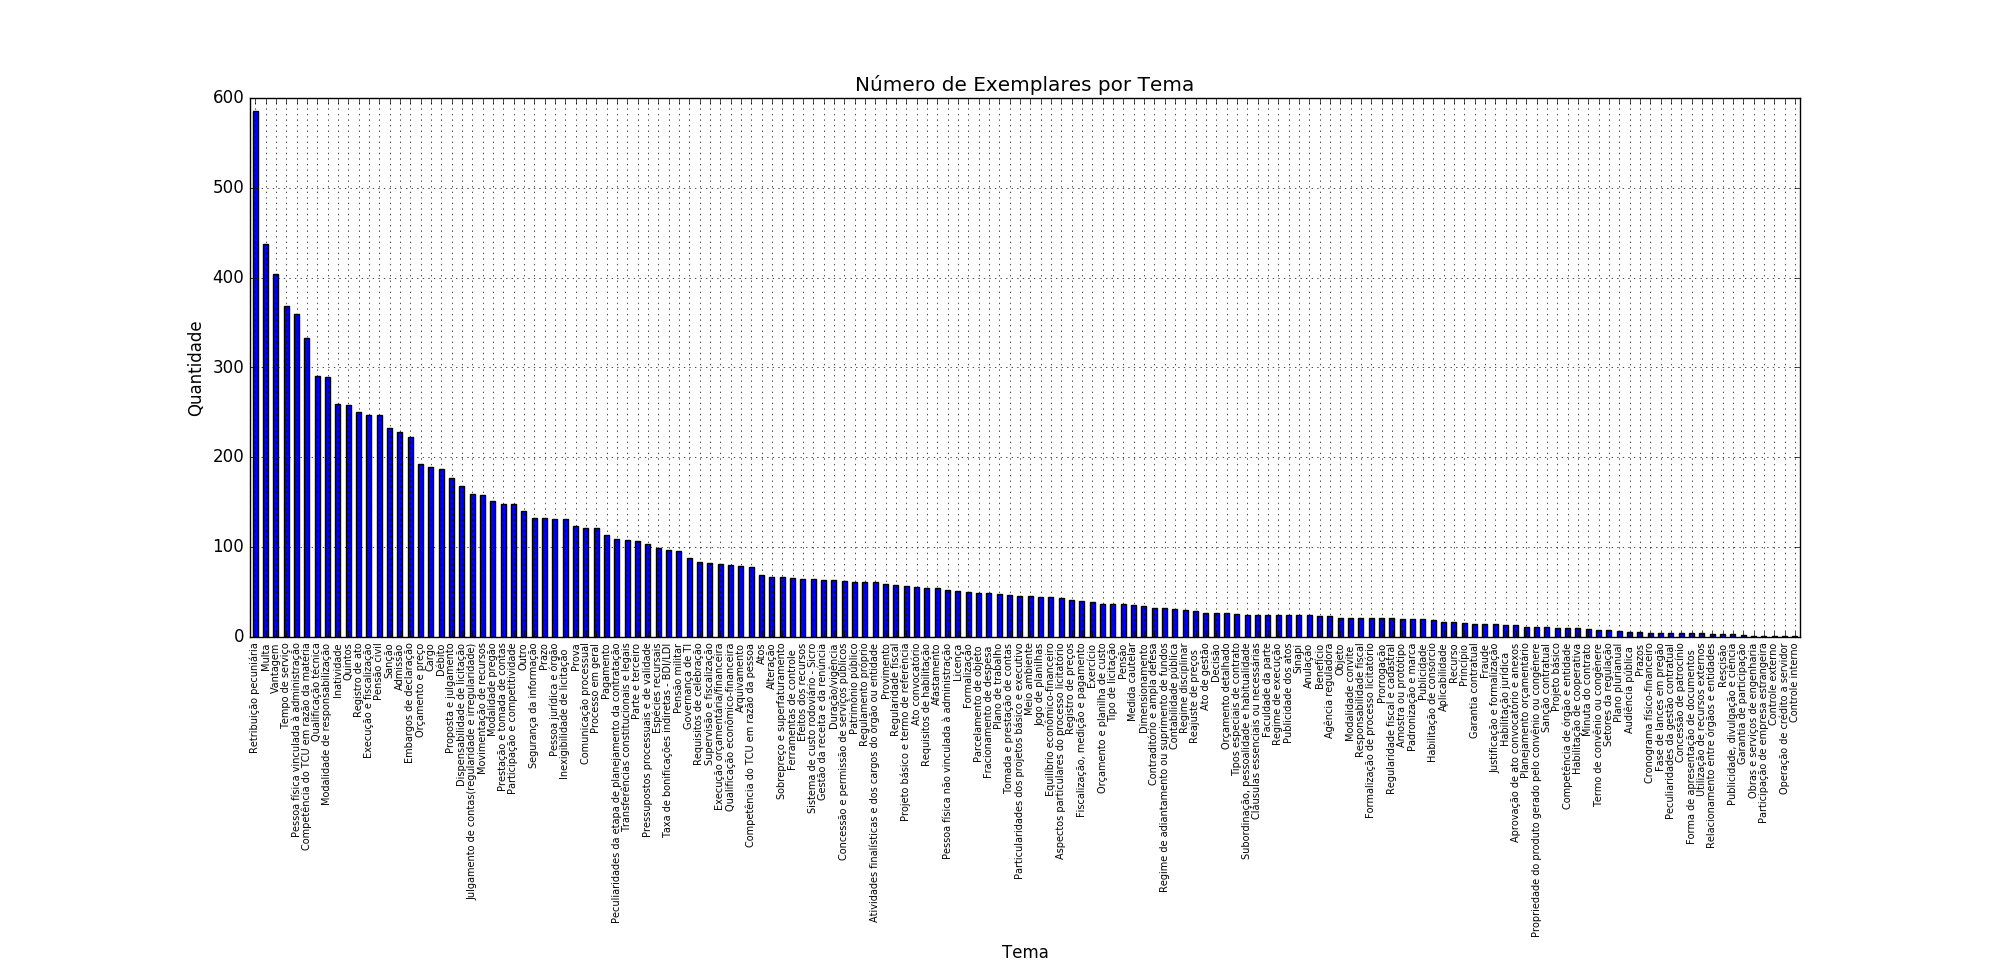 Número de Exemplares por Tema
600
500
400
300
200
100
0
Quantidade
Retribuição pecuniária
Multa
Vantagem
Tempo de serviço
Pessoa física vinculada à administração
Competência do TCU em razão da matéria
Qualificação técnica
Modalidade de responsabilização
Inatividade
Quintos
Registro de ato
Execução e fiscalização
Pensão civil
Sanção
Admissão
Embargos de declaração
Orçamento e preço
Cargo
Débito
Proposta e julgamento
Dispensabilidade de licitação
Julgamento de contas(regularidade e irregularidade)
Movimentação de recursos
Modalidade pregão
Prestação e tomada de contas
Participação e competitividade
Outro
Segurança da informação
Prazo
Pessoa jurídica e órgão
Inexigibilidade de licitação
Prova
Comunicação processual
Processo em geral
Pagamento
Peculiaridades da etapa de planejamento da contratação
Transferências constitucionais e legais
Parte e terceiro
Pressupostos processuais de validade
Espécies recursais
Taxa de bonificações indiretas - BDI/LDI
Pensão militar
Governança de TI
Requisitos de celebração
Supervisão e fiscalização
Execução orçamentária/financeira
Qualificação econômico-financeira
Arquivamento
Competência do TCU em razão da pessoa
Atos
Alteração
Sobrepreço e superfaturamento
Ferramentas de controle
Efeitos dos recursos
Sistema de custo rodoviário - Sicro
Gestão da receita e da renúncia
Duração/vigência
Concessão e permissão de serviços públicos
Patrimônio público
Regulamento próprio
Atividades finalísticas e dos cargos do órgão ou entidade
Provimento
Regularidade fiscal
Projeto básico e termo de referência
Ato convocatório
Requisitos de habilitação
Afastamento
Pessoa física não vinculada à administração
Licença
Formalização
Parcelamento de objeto
Fracionamento de despesa
Plano de trabalho
Tomada e prestação de contas
Particularidades dos projetos básico e executivo
Meio ambiente
Jogo de planilhas
Equilíbrio econômico-financeiro
Aspectos particulares do processo licitatório
Registro de preços
Fiscalização, medição e pagamento
Exercício
Orçamento e planilha de custo
Tipo de licitação
Pensão
Medida cautelar
Dimensionamento
Contraditório e ampla defesa
Regime de adiantamento ou suprimento de fundos
Contabilidade pública
Regime disciplinar
Reajuste de preços
Ato de gestão
Decisão
Orçamento detalhado
Tipos especiais de contrato
Subordinação, pessoalidade e habitualidade
Cláusulas essenciais ou necessárias
Faculdade da parte
Regime de execução
Publicidade dos atos
Sinapi
Anulação
Benefício
Agência reguladora
Objeto
Modalidade convite
Responsabilidade fiscal
Formalização de processo licitatório
Prorrogação
Regularidade fiscal e cadastral
Amostra ou protótipo
Padronização e marca
Publicidade
Habilitação de consórcio
Aplicabilidade
Recurso
Princípio
Garantia contratual
Fraude
Justificação e formalização
Habilitação jurídica
Aprovação de ato convocatório e anexos
Planejamento orçamentário
Propriedade do produto gerado pelo convênio ou congênere
Sanção contratual
Projeto básico
Competência de órgão e entidade
Habilitação de cooperativa
Minuta do contrato
Termo de convênio ou congênere
Setores da regulação
Plano plurianual
Audiência pública
Prazos
Cronograma físico-financeiro
Fase de lances em pregão
Peculiaridades da gestão contratual
Concessão de patrocínio
Forma de apresentação de documentos
Utilização de recursos externos
Relacionamento entre órgãos e entidades
Rescisão
Publicidade, divulgação e ciência
Garantia de participação
Obras e serviços de engenharia
Participação de empresa estrangeira
Controle externo
Operação de crédito a servidor
Controle interno
Tema